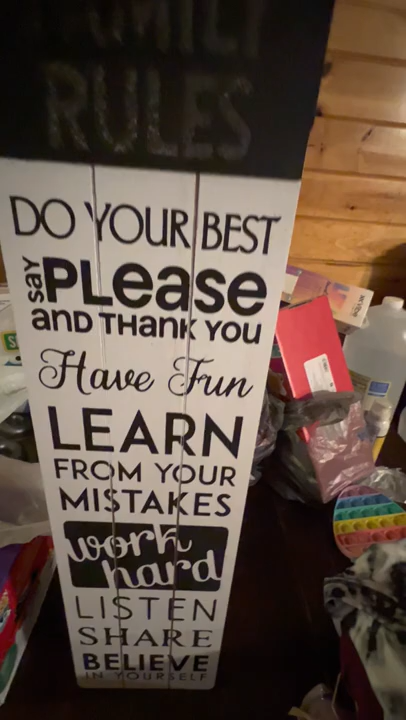 FAMILY
RULES
DO YOUR BEST
SAY PLEASE
AND THANK YOU
Have Fun
LEARN
FROM YOUR
MISTAKES
work
hard
LISTEN
SHARE
BELIEVE
IN YOURSELF